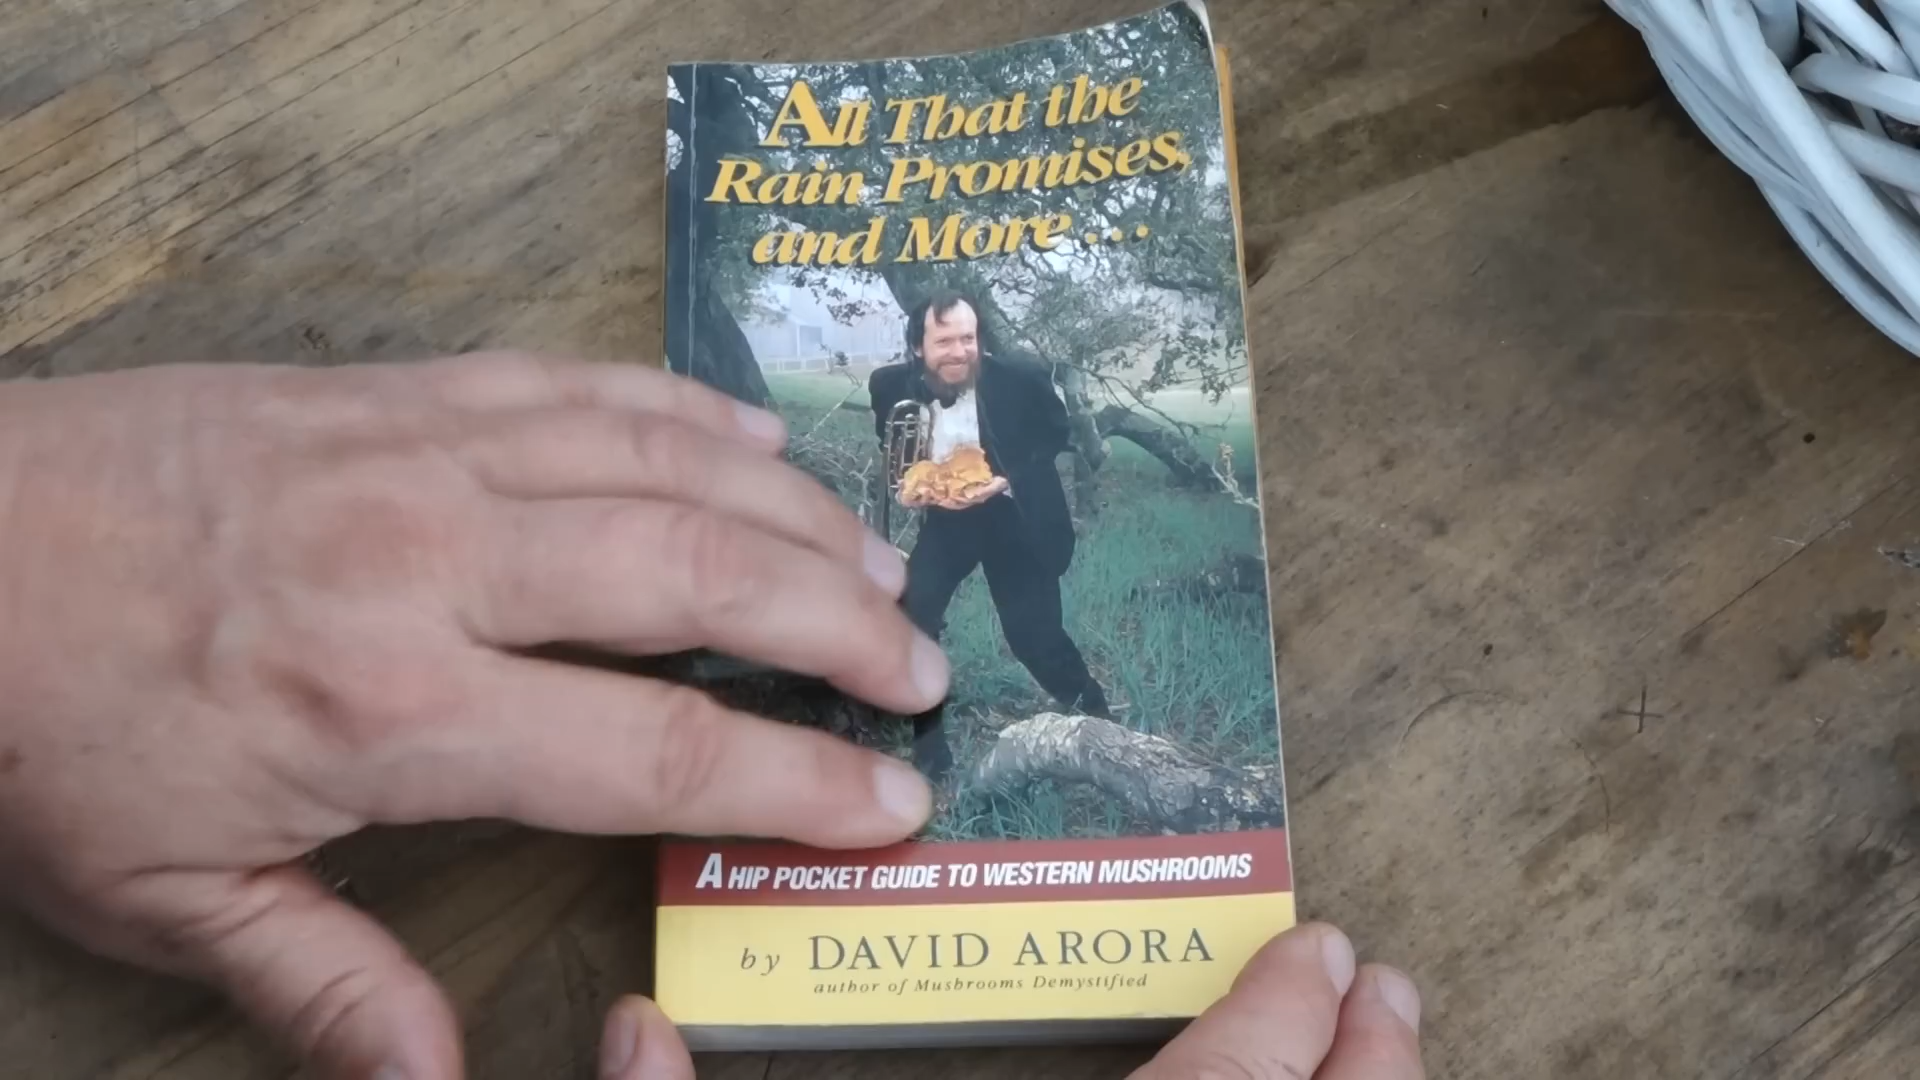 All That the
Rain Promises,
and More...
A HIP POCKET GUIDE TO WESTERN MUSHROOMS
by DAVID ARORA
author of Mushrooms Demystified